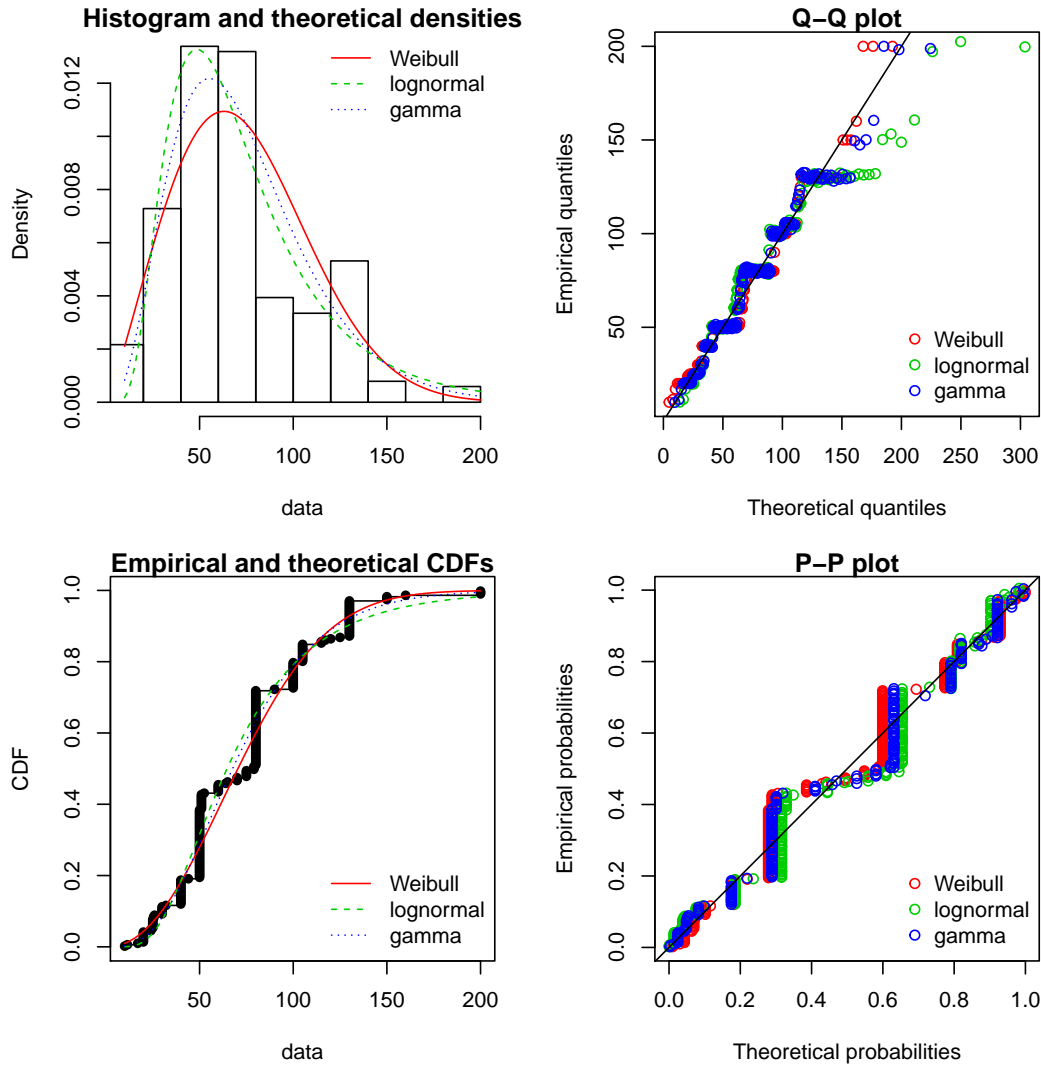 Histogram and theoretical densities
Weibull
lognormal
gamma
Density
0.000
0.004
0.008
0.012
50
100
150
200
data
Q−Q plot
Empirical quantiles
50
100
150
200
Weibull
lognormal
gamma
0
50
100
150
200
250
300
Theoretical quantiles
Empirical and theoretical CDFs
CDF
0.0
0.2
0.4
0.6
0.8
1.0
Weibull
lognormal
gamma
50
100
150
200
data
P−P plot
Empirical probabilities
0.0
0.2
0.4
0.6
0.8
1.0
Weibull
lognormal
gamma
0.0
0.2
0.4
0.6
0.8
1.0
Theoretical probabilities